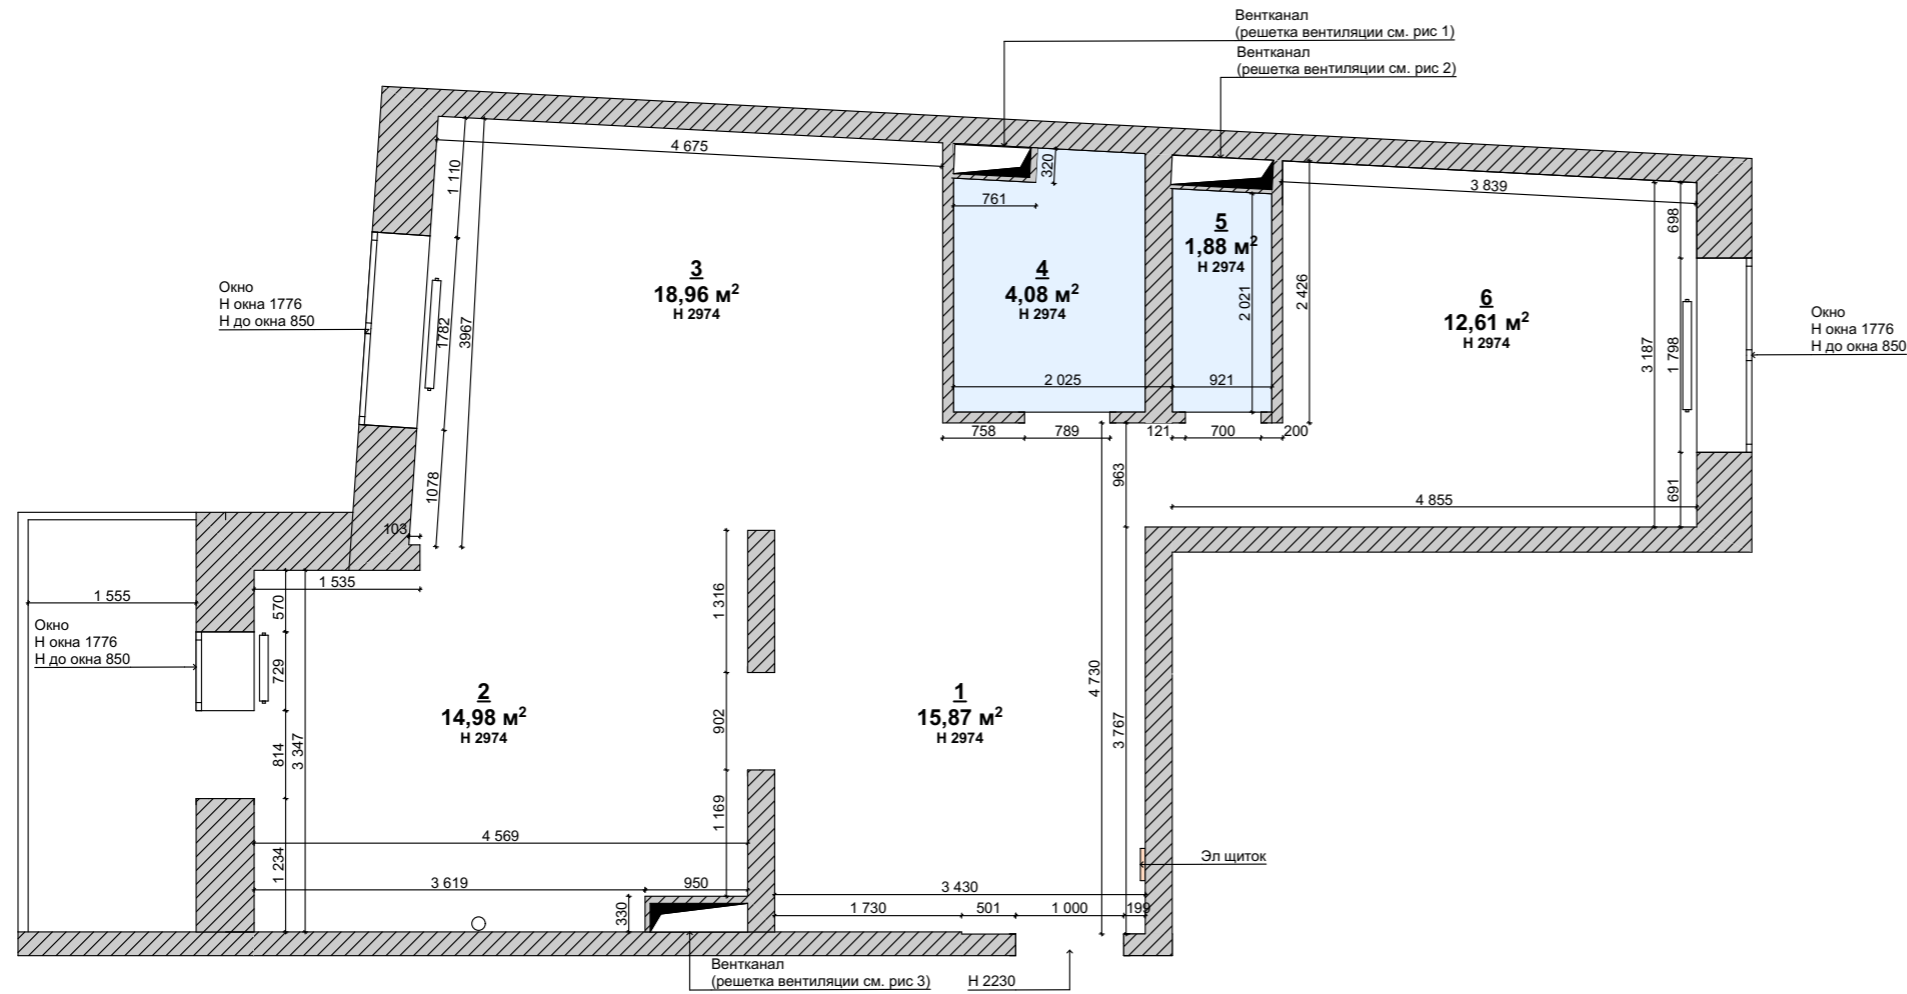 Вентканал
(решетка вентиляции см. рис 1)
Вентканал
(решетка вентиляции см. рис 2)
4 675
1 110
320
761
3 839
698
3
18,96 м²
Н 2974
4
4,08 м²
Н 2974
5
1,88 м²
Н 2974
6
12,61 м²
Н 2974
Окно
Н окна 1776
Н до окна 850
Окно
Н окна 1776
Н до окна 850
1782
3967
2 021
2 426
3 187
1 798
2 025
921
758
789
121
700
200
1078
963
691
4 855
103
1 535
1 555
570
1 316
Окно
Н окна 1776
Н до окна 850
729
2
14,98 м²
Н 2974
1
15,87 м²
Н 2974
4 730
3 767
902
814
3 347
1 169
4 569
1 234
3 619
950
330
Эл щиток
3 430
1 730
501
1 000
199
Вентканал
(решетка вентиляции см. рис 3)
Н 2230